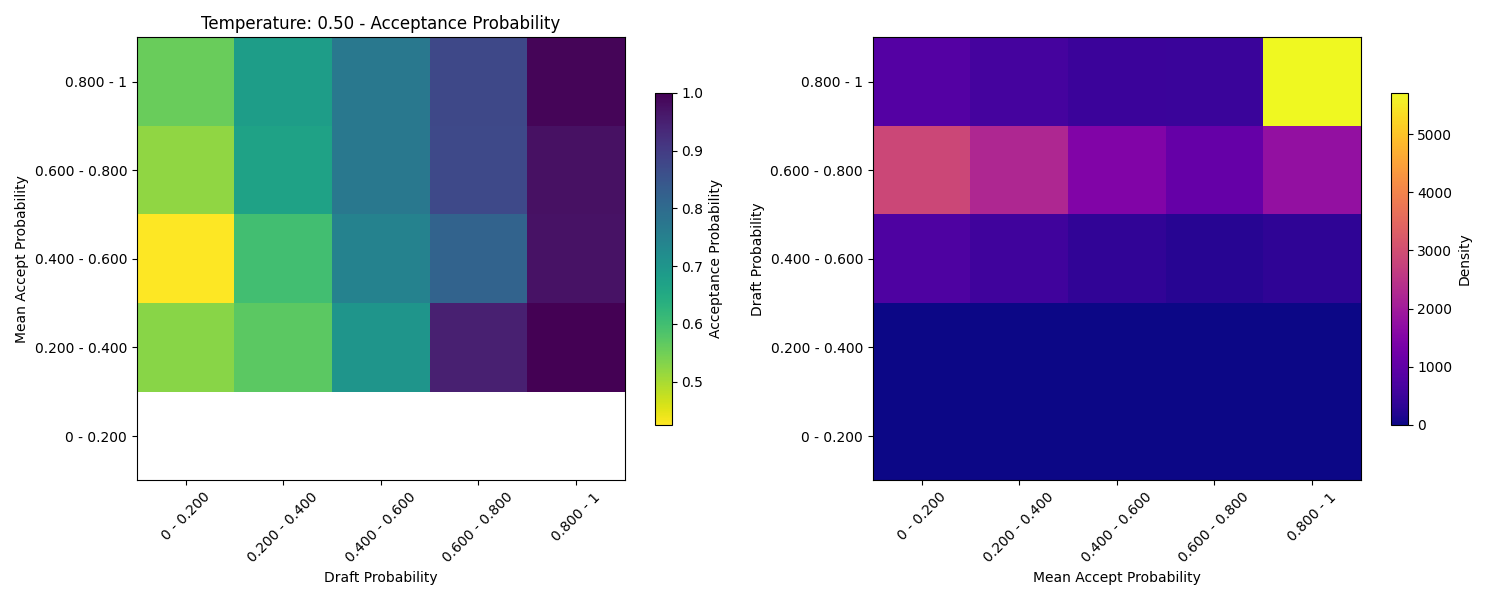 Temperature: 0.50 - Acceptance Probability
Mean Accept Probability
0.800 - 1
0.600 - 0.800
0.400 - 0.600
0.200 - 0.400
0 - 0.200
0 - 0.200
0.200 - 0.400
0.400 - 0.600
0.600 - 0.800
0.800 - 1
Draft Probability
1.0
0.9
0.8
0.7
0.6
0.5
Acceptance Probability
Draft Probability
0.800 - 1
0.600 - 0.800
0.400 - 0.600
0.200 - 0.400
0 - 0.200
0 - 0.200
0.200 - 0.400
0.400 - 0.600
0.600 - 0.800
0.800 - 1
Mean Accept Probability
5000
4000
3000
2000
1000
0
Density